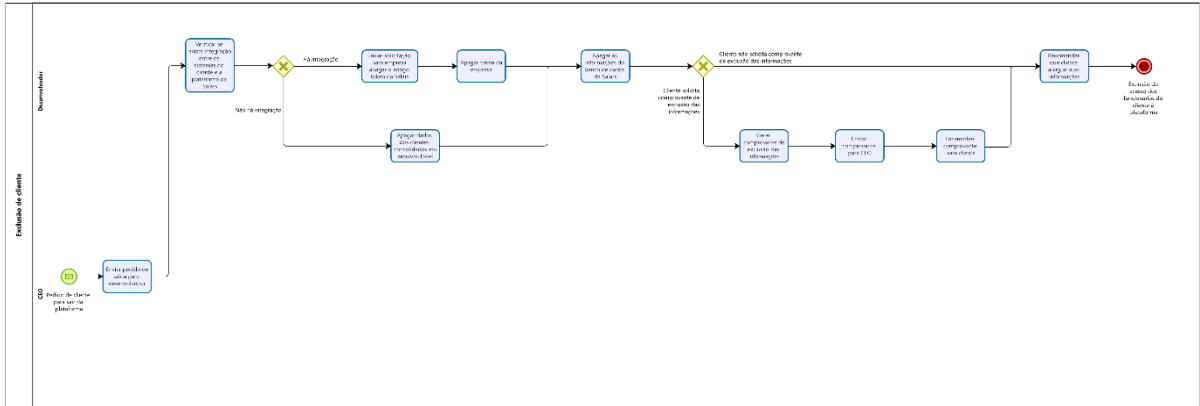 Exclusão de cliente
Desenvolvedor
CEO
Pedido de cliente
para sair da
plataforma
Enviar pedido de
saída para
desenvolvedor
Verificar se
existe integração
entre os
sistemas do
cliente e a
plataforma da
Há integração
Não há integração
Enviar solicitação
para empresa
apagar o antigo
token da
Apagar token da
empresa
Apagar dados
dos clientes
consolidados em
arquivos Excel
Apagar as
informações do
banco de dados
da
Cliente não solicita comprovante
de exclusão das informações
Cliente solicita
comprovante de
exclusão das
informações
Gerar
comprovante de
exclusão das
informações
Enviar
comprovante
para CEO
Encaminhar
comprovante
para cliente
Recomendar
que cliente
apague suas
informações
Exclusão do
acesso dos
funcionários do
cliente à
plataforma